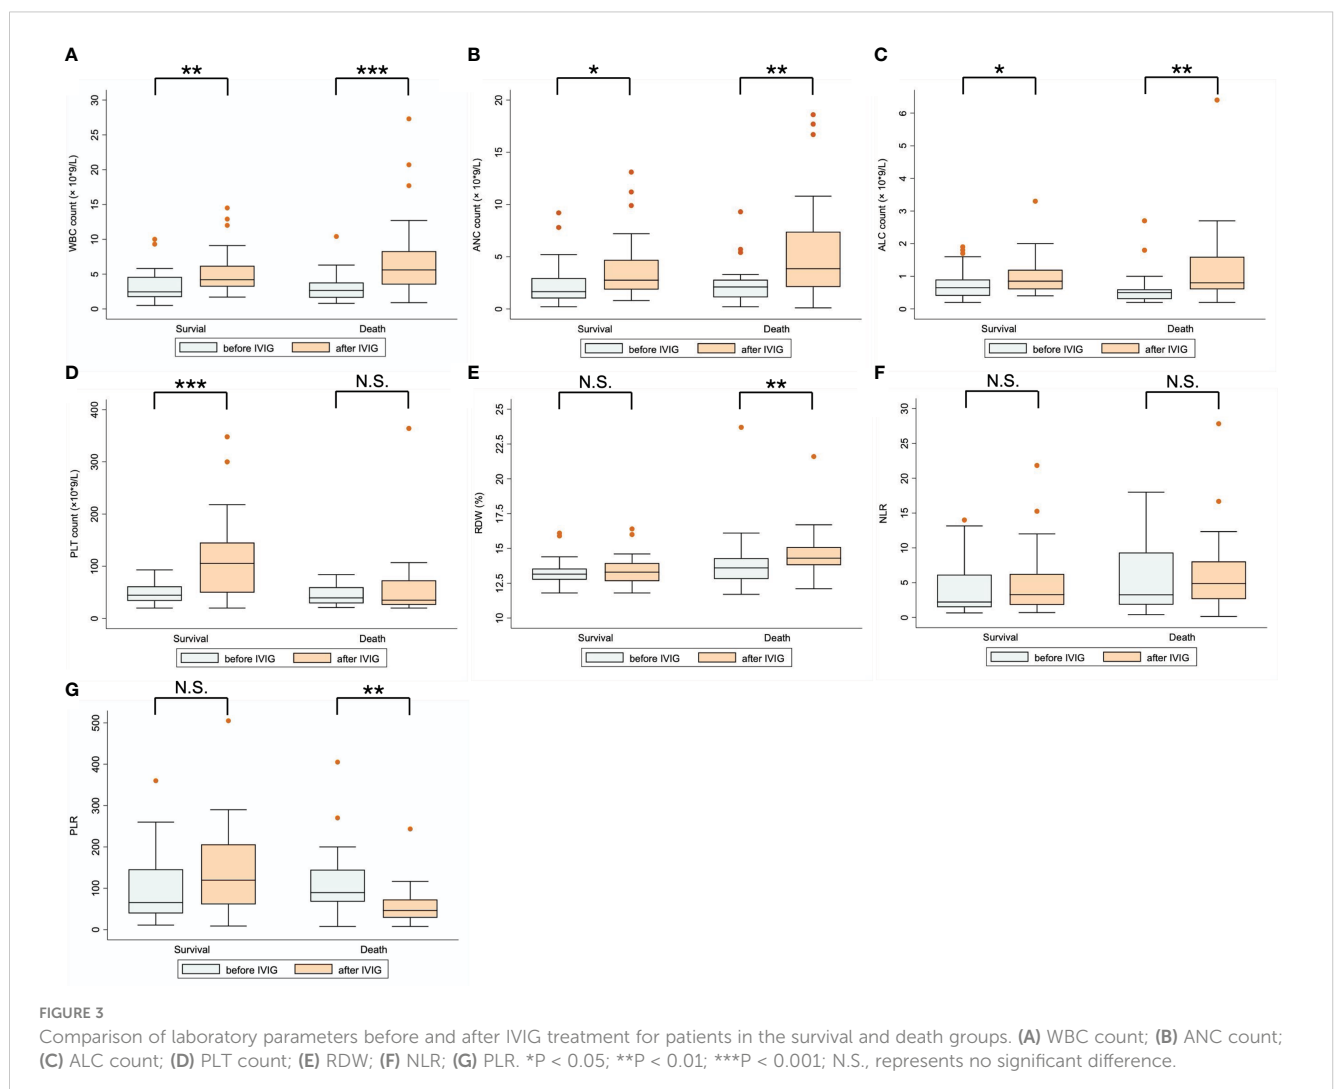 A
** ***
WBC count (× 10*9/L)
30
25
20
15
10
5
0
Survival Death
before IVIG after IVIG
B
* **
ANC count (× 10*9/L)
20
15
10
5
0
Survival Death
before IVIG after IVIG
C
* **
ALC count (× 10*9/L)
6
5
4
3
2
1
0
Survival Death
before IVIG after IVIG
D
*** N.S.
PLT count (×10*9/L)
400
300
200
100
0
Survival Death
before IVIG after IVIG
E
N.S. **
RDW (%)
25
22.5
20
17.5
15
12.5
10
Survival Death
before IVIG after IVIG
F
N.S. N.S.
NLR
30
25
20
15
10
5
0
Survival Death
before IVIG after IVIG
G
N.S. **
PLR
500
400
300
200
100
0
Survival Death
before IVIG after IVIG
FIGURE 3
Comparison of laboratory parameters before and after IVIG treatment for patients in the survival and death groups. (A) WBC count; (B) ANC count;
(C) ALC count; (D) PLT count; (E) RDW; (F) NLR; (G) PLR. *P < 0.05; **P < 0.01; ***P < 0.001; N.S., represents no significant difference.